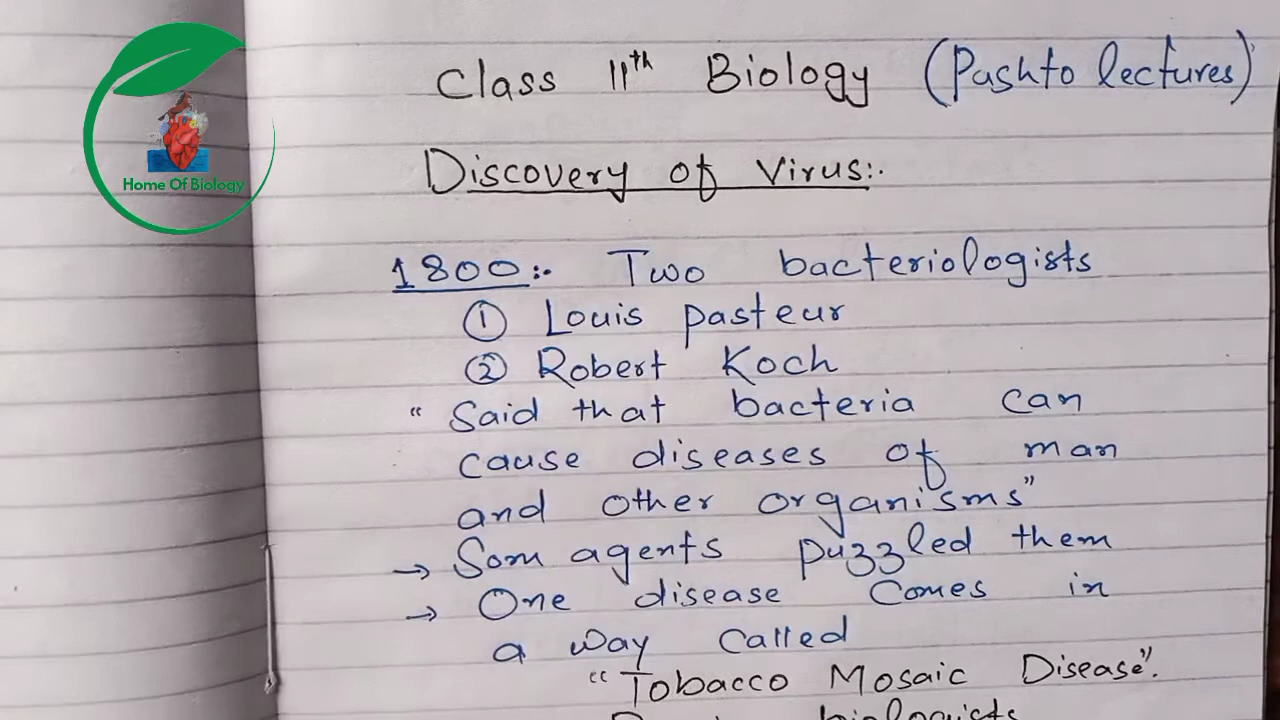 Class 11th Biology (Pashto lectures)
Home Of Biology
Discovery of Virus:.
1800:. Two bacteriologists
① Louis pasteur
② Robert Koch
“ Said that bacteria can
cause diseases of man
and other organisms”
→ Som agents puzzled them
→ One disease Comes in
a way Called
“Tobacco Mosaic Disease”.
biologists